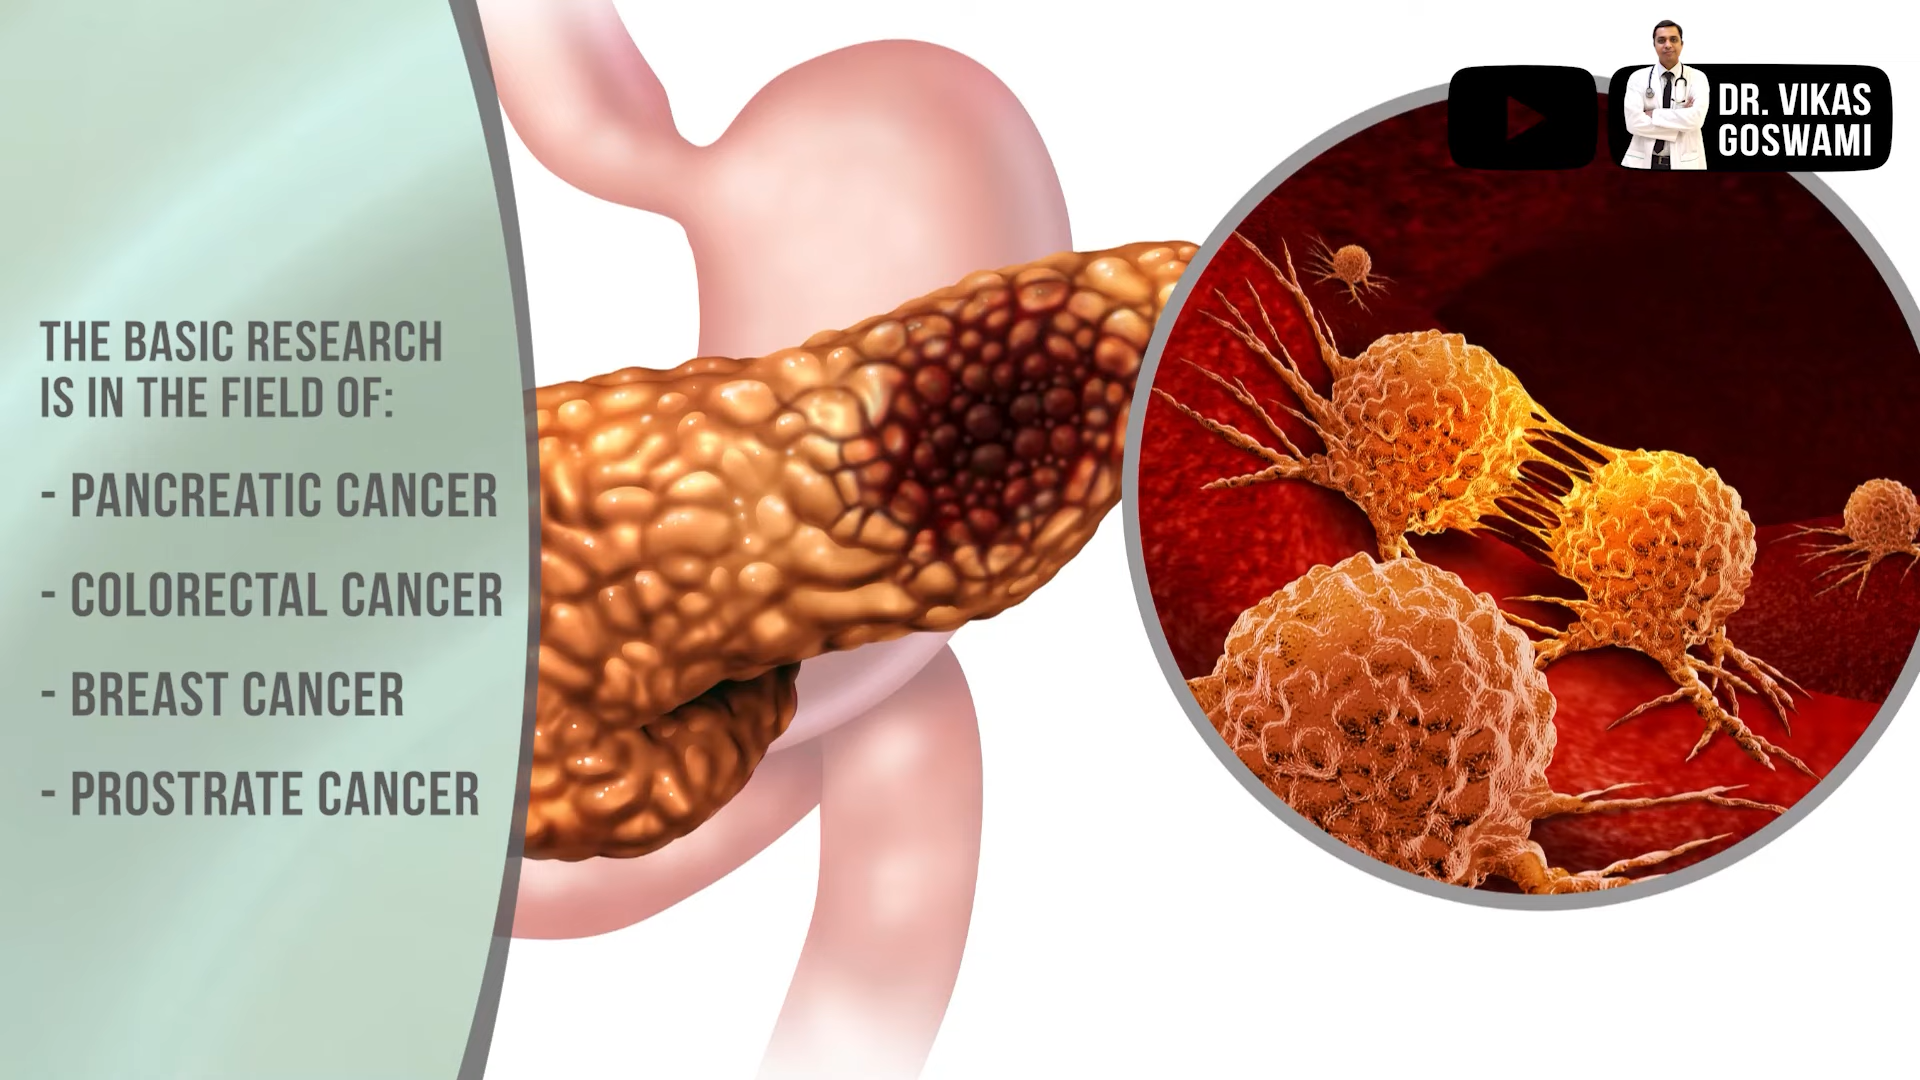 THE BASIC RESEARCH
IS IN THE FIELD OF:
- PANCREATIC CANCER
- COLORECTAL CANCER
- BREAST CANCER
- PROSTRATE CANCER
DR. VIKAS
GOSWAMI